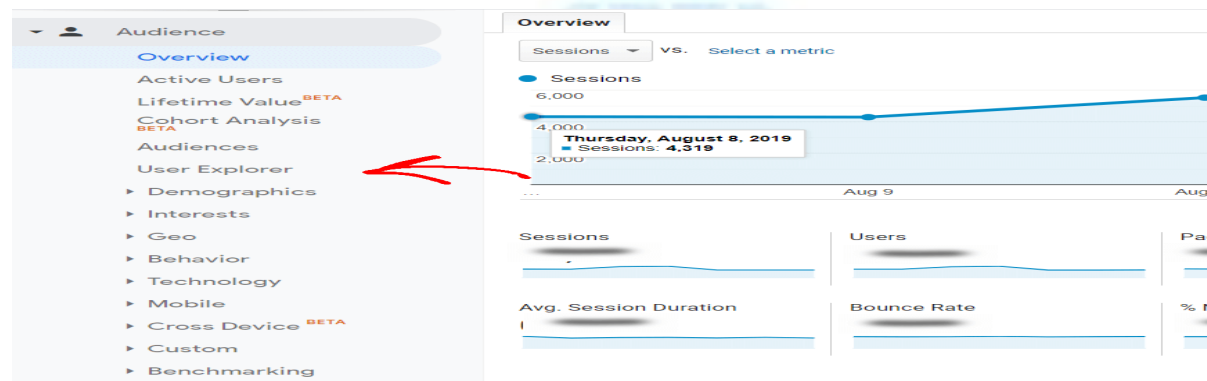 Audience
Overview
Active Users
Lifetime Value BETA
Cohort Analysis
BETA
Audiences
User Explorer
Demographics
Interests
Geo
Behavior
Technology
Mobile
Cross Device BETA
Custom
Benchmarking
Overview
Sessions VS. Select a metric
Sessions
6,000
4,000
Thursday, August 8, 2019
Sessions: 4,319
2,000
... Aug 9 Aug
Sessions Users Pa
Avg. Session Duration Bounce Rate %